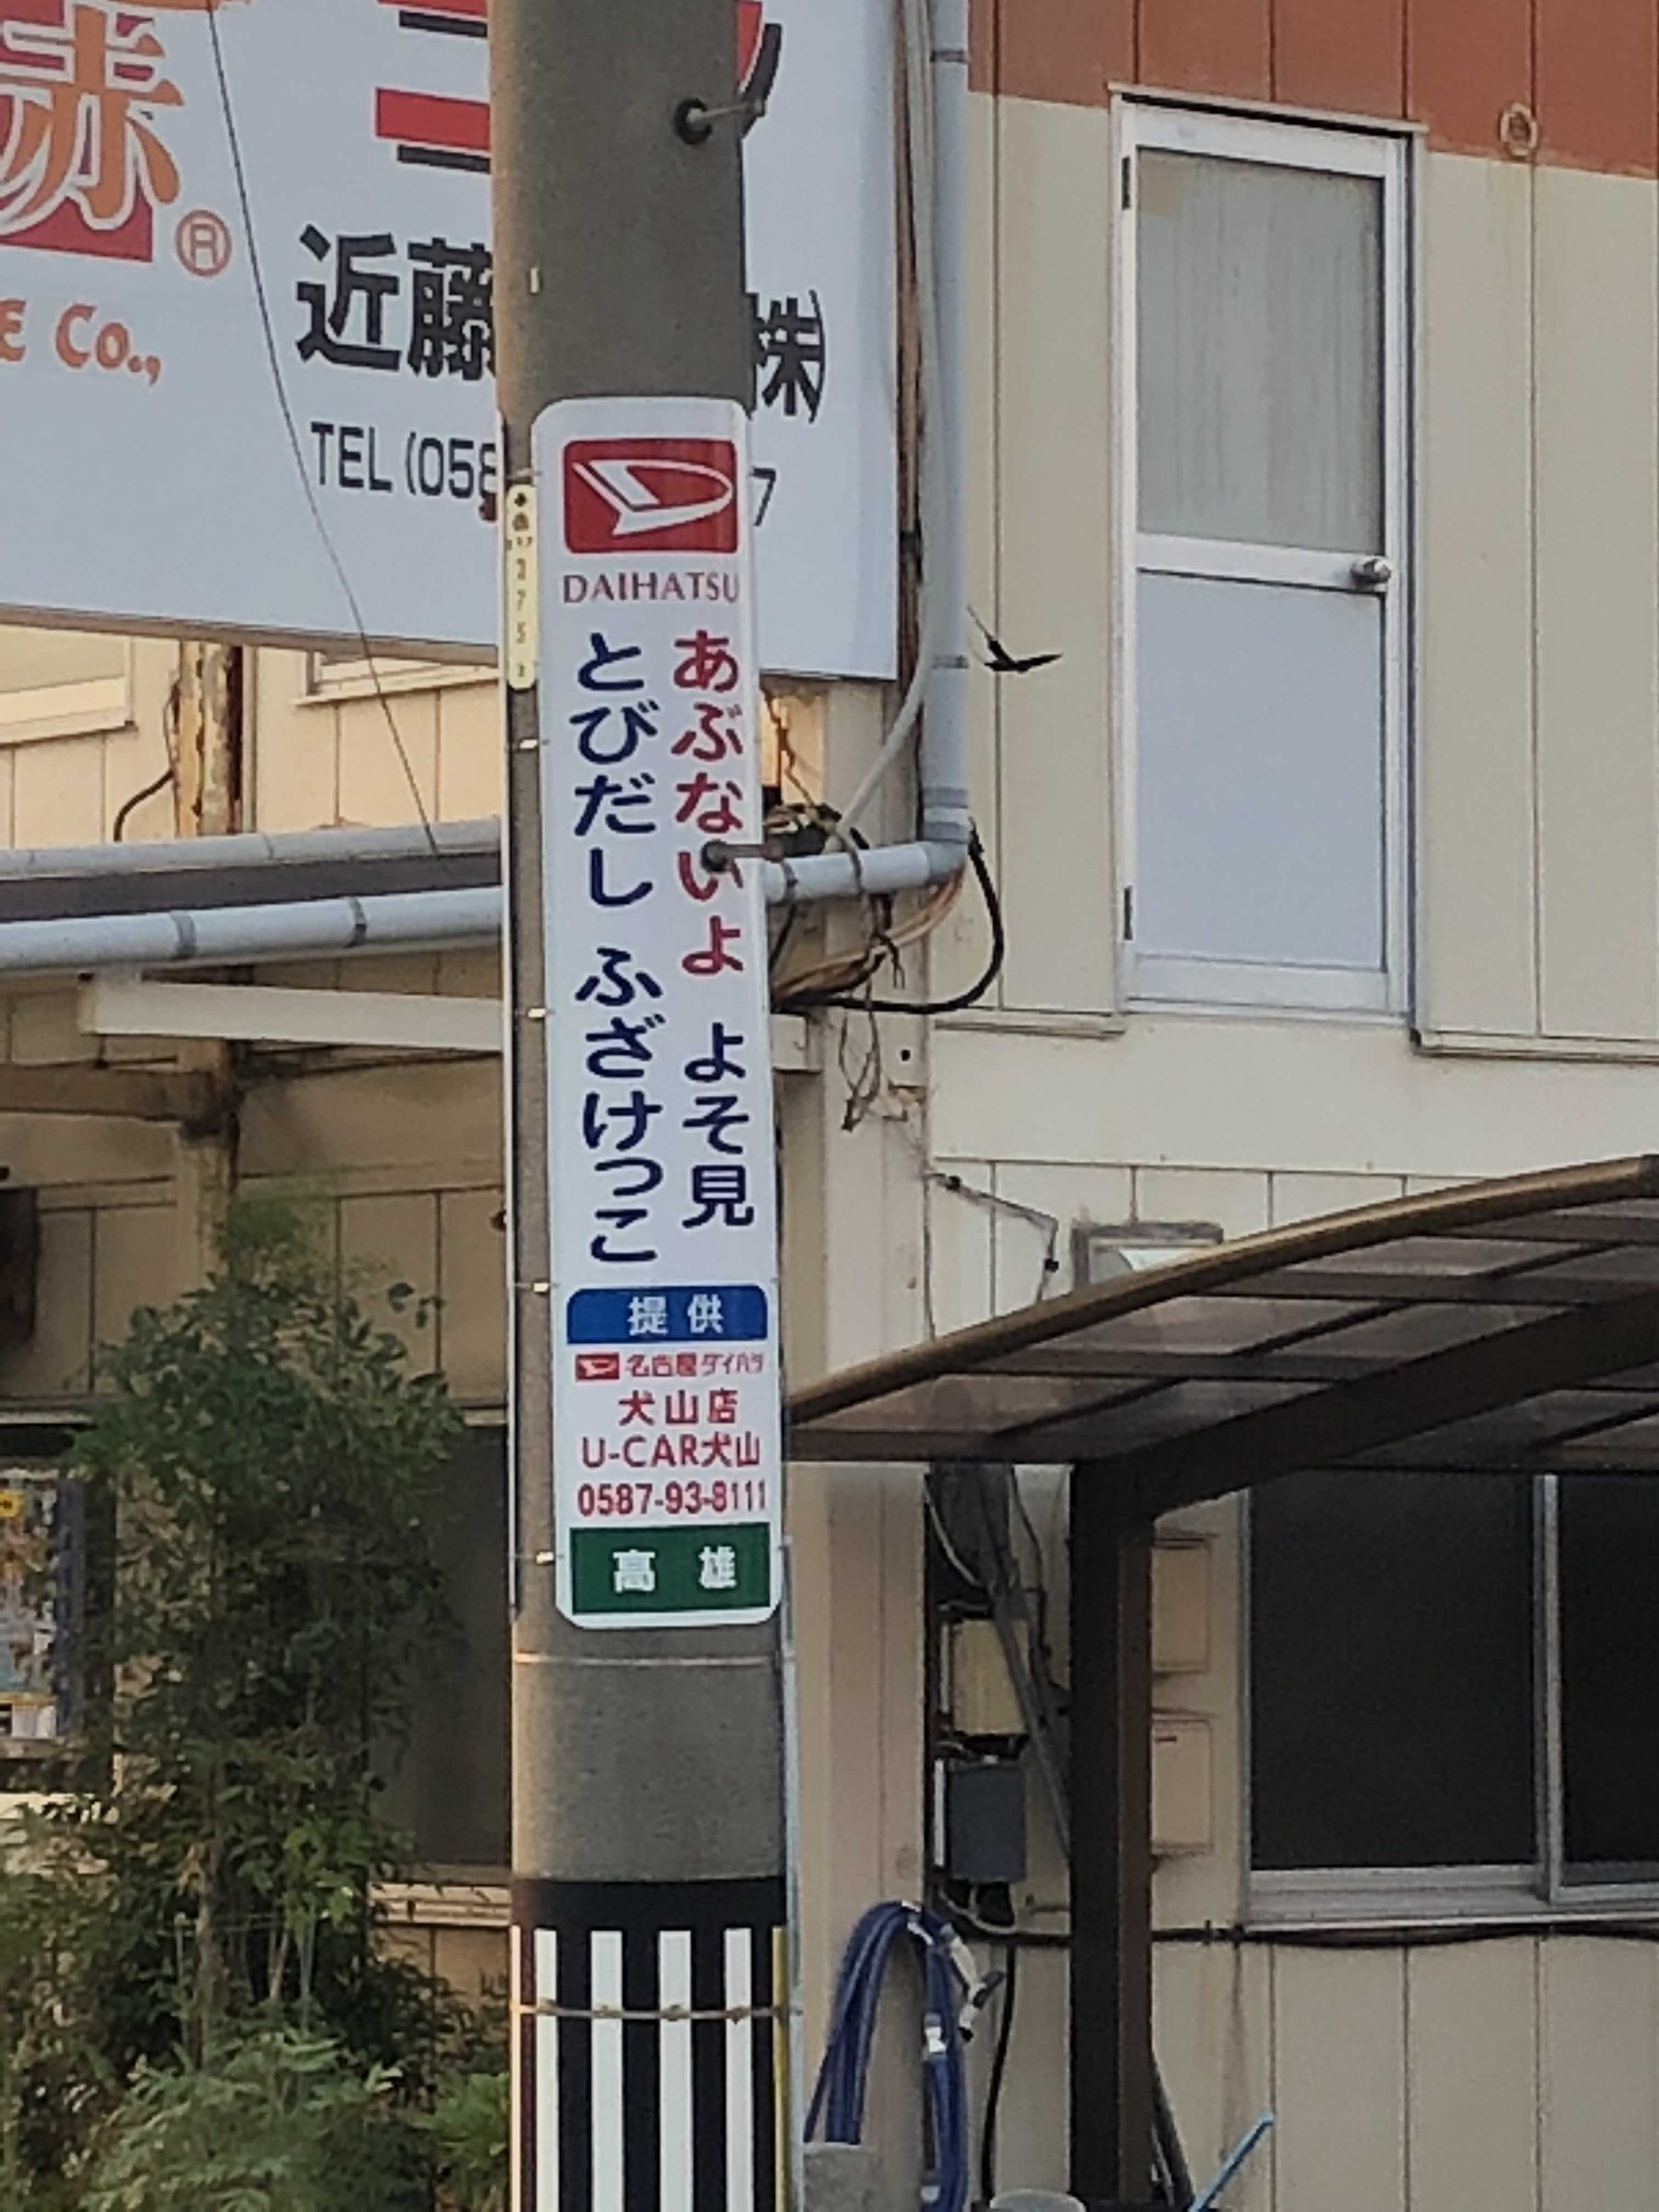 赤
®
E Co.,
近藤
㈱
TEL (058
7
DAIHATSU
あぶないよ よそ見
とびだし ふざけっこ
提供
名古屋ダイハツ
犬山店
U-CAR犬山
0587-93-8111
高雄